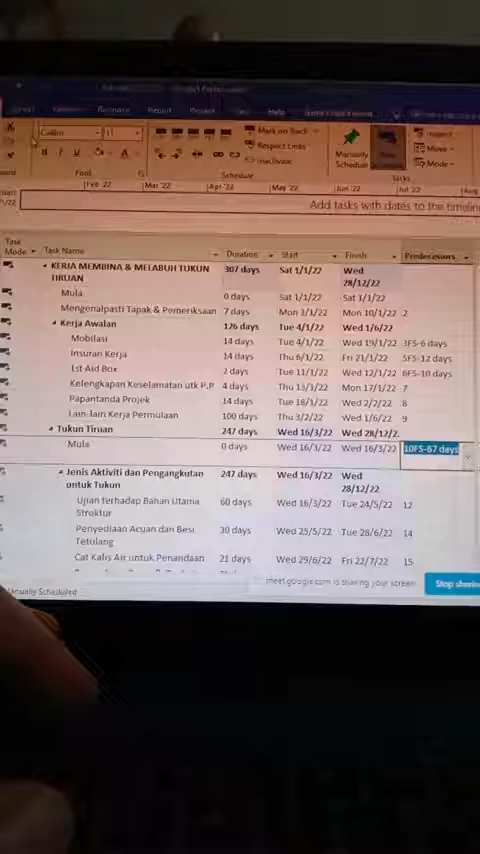 Report Project Help
Calibri 11 Mark on Track Inspect
B I U A Respect Links Manually Schedule Move
Inactivate Mode
Font Schedule Tasks
Feb '22 Mar '22 Apr '22 May '22 Jun '22 Jul '22 Aug
Add tasks with dates to the timeline
Task Mode Task Name Duration Start Finish Predecessors
KERJA MEMBINA & MELABUH TUKUN TIRUAN 307 days Sat 1/1/22 Wed 28/12/22
Mula 0 days Sat 1/1/22 Sat 1/1/22
Mengenalpasti Tapak & Pemeriksaan 7 days Mon 3/1/22 Mon 10/1/22 2
Kerja Awalan 126 days Tue 4/1/22 Wed 1/6/22
Mobilasi 14 days Tue 4/1/22 Wed 19/1/22 3FS-6 days
Insuran Kerja 14 days Thu 6/1/22 Fri 21/1/22 5FS-12 days
1st Aid Box 2 days Tue 11/1/22 Wed 12/1/22 6FS-10 days
Kelengkapan Keselamatan utk P.P 4 days Thu 13/1/22 Mon 17/1/22 7
Papantanda Projek 14 days Tue 18/1/22 Wed 2/2/22 8
Lain-lain Kerja Permulaan 100 days Thu 3/2/22 Wed 1/6/22 9
Tukun Tiruan 247 days Wed 16/3/22 Wed 28/12/2
Mula 0 days Wed 16/3/22 Wed 16/3/22 10FS-67 days
Jenis Aktiviti dan Pengangkutan untuk Tukun 247 days Wed 16/3/22 Wed 28/12/22
Ujian terhadap Bahan Utama Struktur 60 days Wed 16/3/22 Tue 24/5/22 12
Penyediaan Acuan dan Besi Tetulang 30 days Wed 25/5/22 Tue 28/6/22 14
Cat Kalis Air untuk Penandaan 21 days Wed 29/6/22 Fri 22/7/22 15
meet.google.com is sharing your screen. Stop sharin
Manually Scheduled